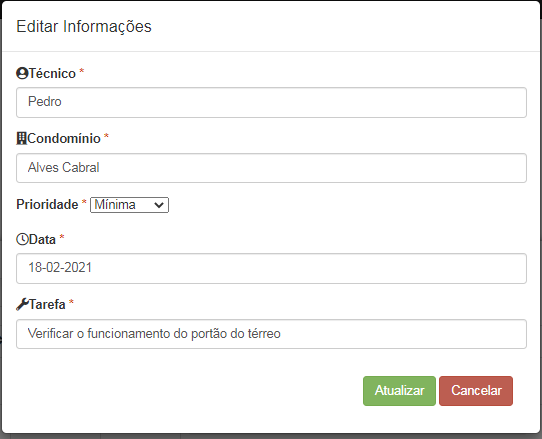 Editar Informações
Técnico *
Pedro
Condomínio *
Alves Cabral
Prioridade * Mínima
Data *
18-02-2021
Tarefa *
Verificar o funcionamento do portão do térreo
Atualizar Cancelar